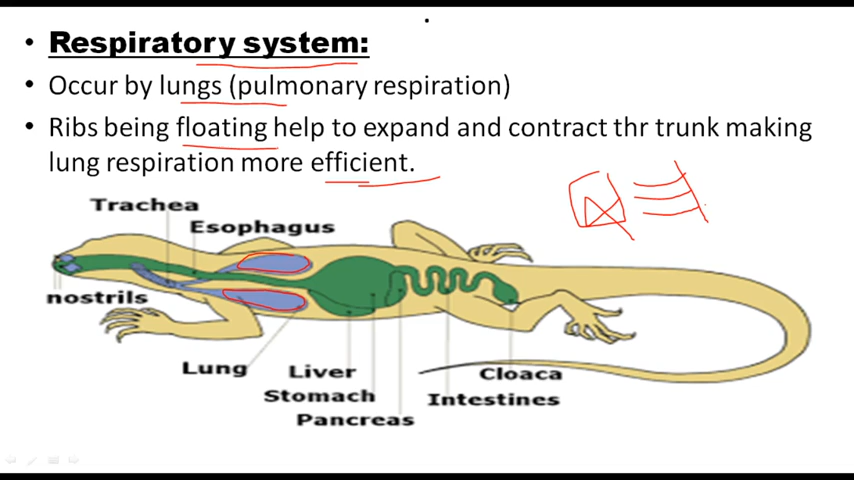 • Respiratory system:
• Occur by lungs (pulmonary respiration)
• Ribs being floating help to expand and contract thr trunk making
lung respiration more efficient.
Trachea
Esophagus
nostrils
Lung
Liver
Cloaca
Stomach
Intestines
Pancreas